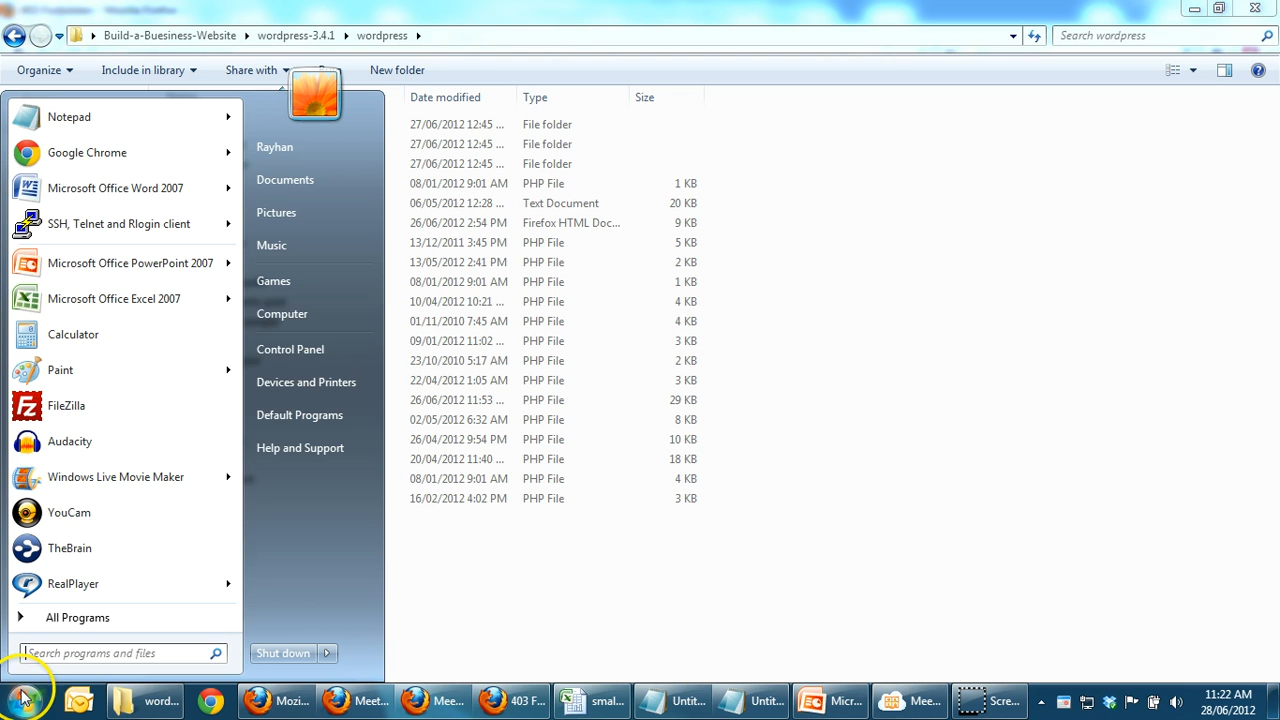 Build-a-Buesiness-Website wordpress-3.4.1 wordpress Search wordpress
Organize Include in library Share with New folder
Date modified Type Size
Notepad
Google Chrome
Microsoft Office Word 2007
SSH, Telnet and Rlogin client
Microsoft Office PowerPoint 2007
Microsoft Office Excel 2007
Calculator
Paint
FileZilla
Audacity
Windows Live Movie Maker
YouCam
TheBrain
RealPlayer
All Programs
Search programs and files
Rayhan
Documents
Pictures
Music
Games
Computer
Control Panel
Devices and Printers
Default Programs
Help and Support
Shut down
27/06/2012 12:45 ... File folder
27/06/2012 12:45 ... File folder
27/06/2012 12:45 ... File folder
08/01/2012 9:01 AM PHP File 1 KB
06/05/2012 12:28 ... Text Document 20 KB
26/06/2012 2:54 PM Firefox HTML Doc... 9 KB
13/12/2011 3:45 PM PHP File 5 KB
13/05/2012 2:41 PM PHP File 2 KB
08/01/2012 9:01 AM PHP File 1 KB
10/04/2012 10:21 ... PHP File 4 KB
01/11/2010 7:45 AM PHP File 4 KB
09/01/2012 11:02 ... PHP File 3 KB
23/10/2010 5:17 AM PHP File 2 KB
22/04/2012 1:05 AM PHP File 3 KB
26/06/2012 11:53 ... PHP File 29 KB
02/05/2012 6:32 AM PHP File 8 KB
26/04/2012 9:54 PM PHP File 10 KB
20/04/2012 11:40 ... PHP File 18 KB
08/01/2012 9:01 AM PHP File 4 KB
16/02/2012 4:02 PM PHP File 3 KB
word... Mozi... Meet... Mee... 403 F... smal... Untit... Untit... Micr... Mee... Scre...
11:22 AM
28/06/2012